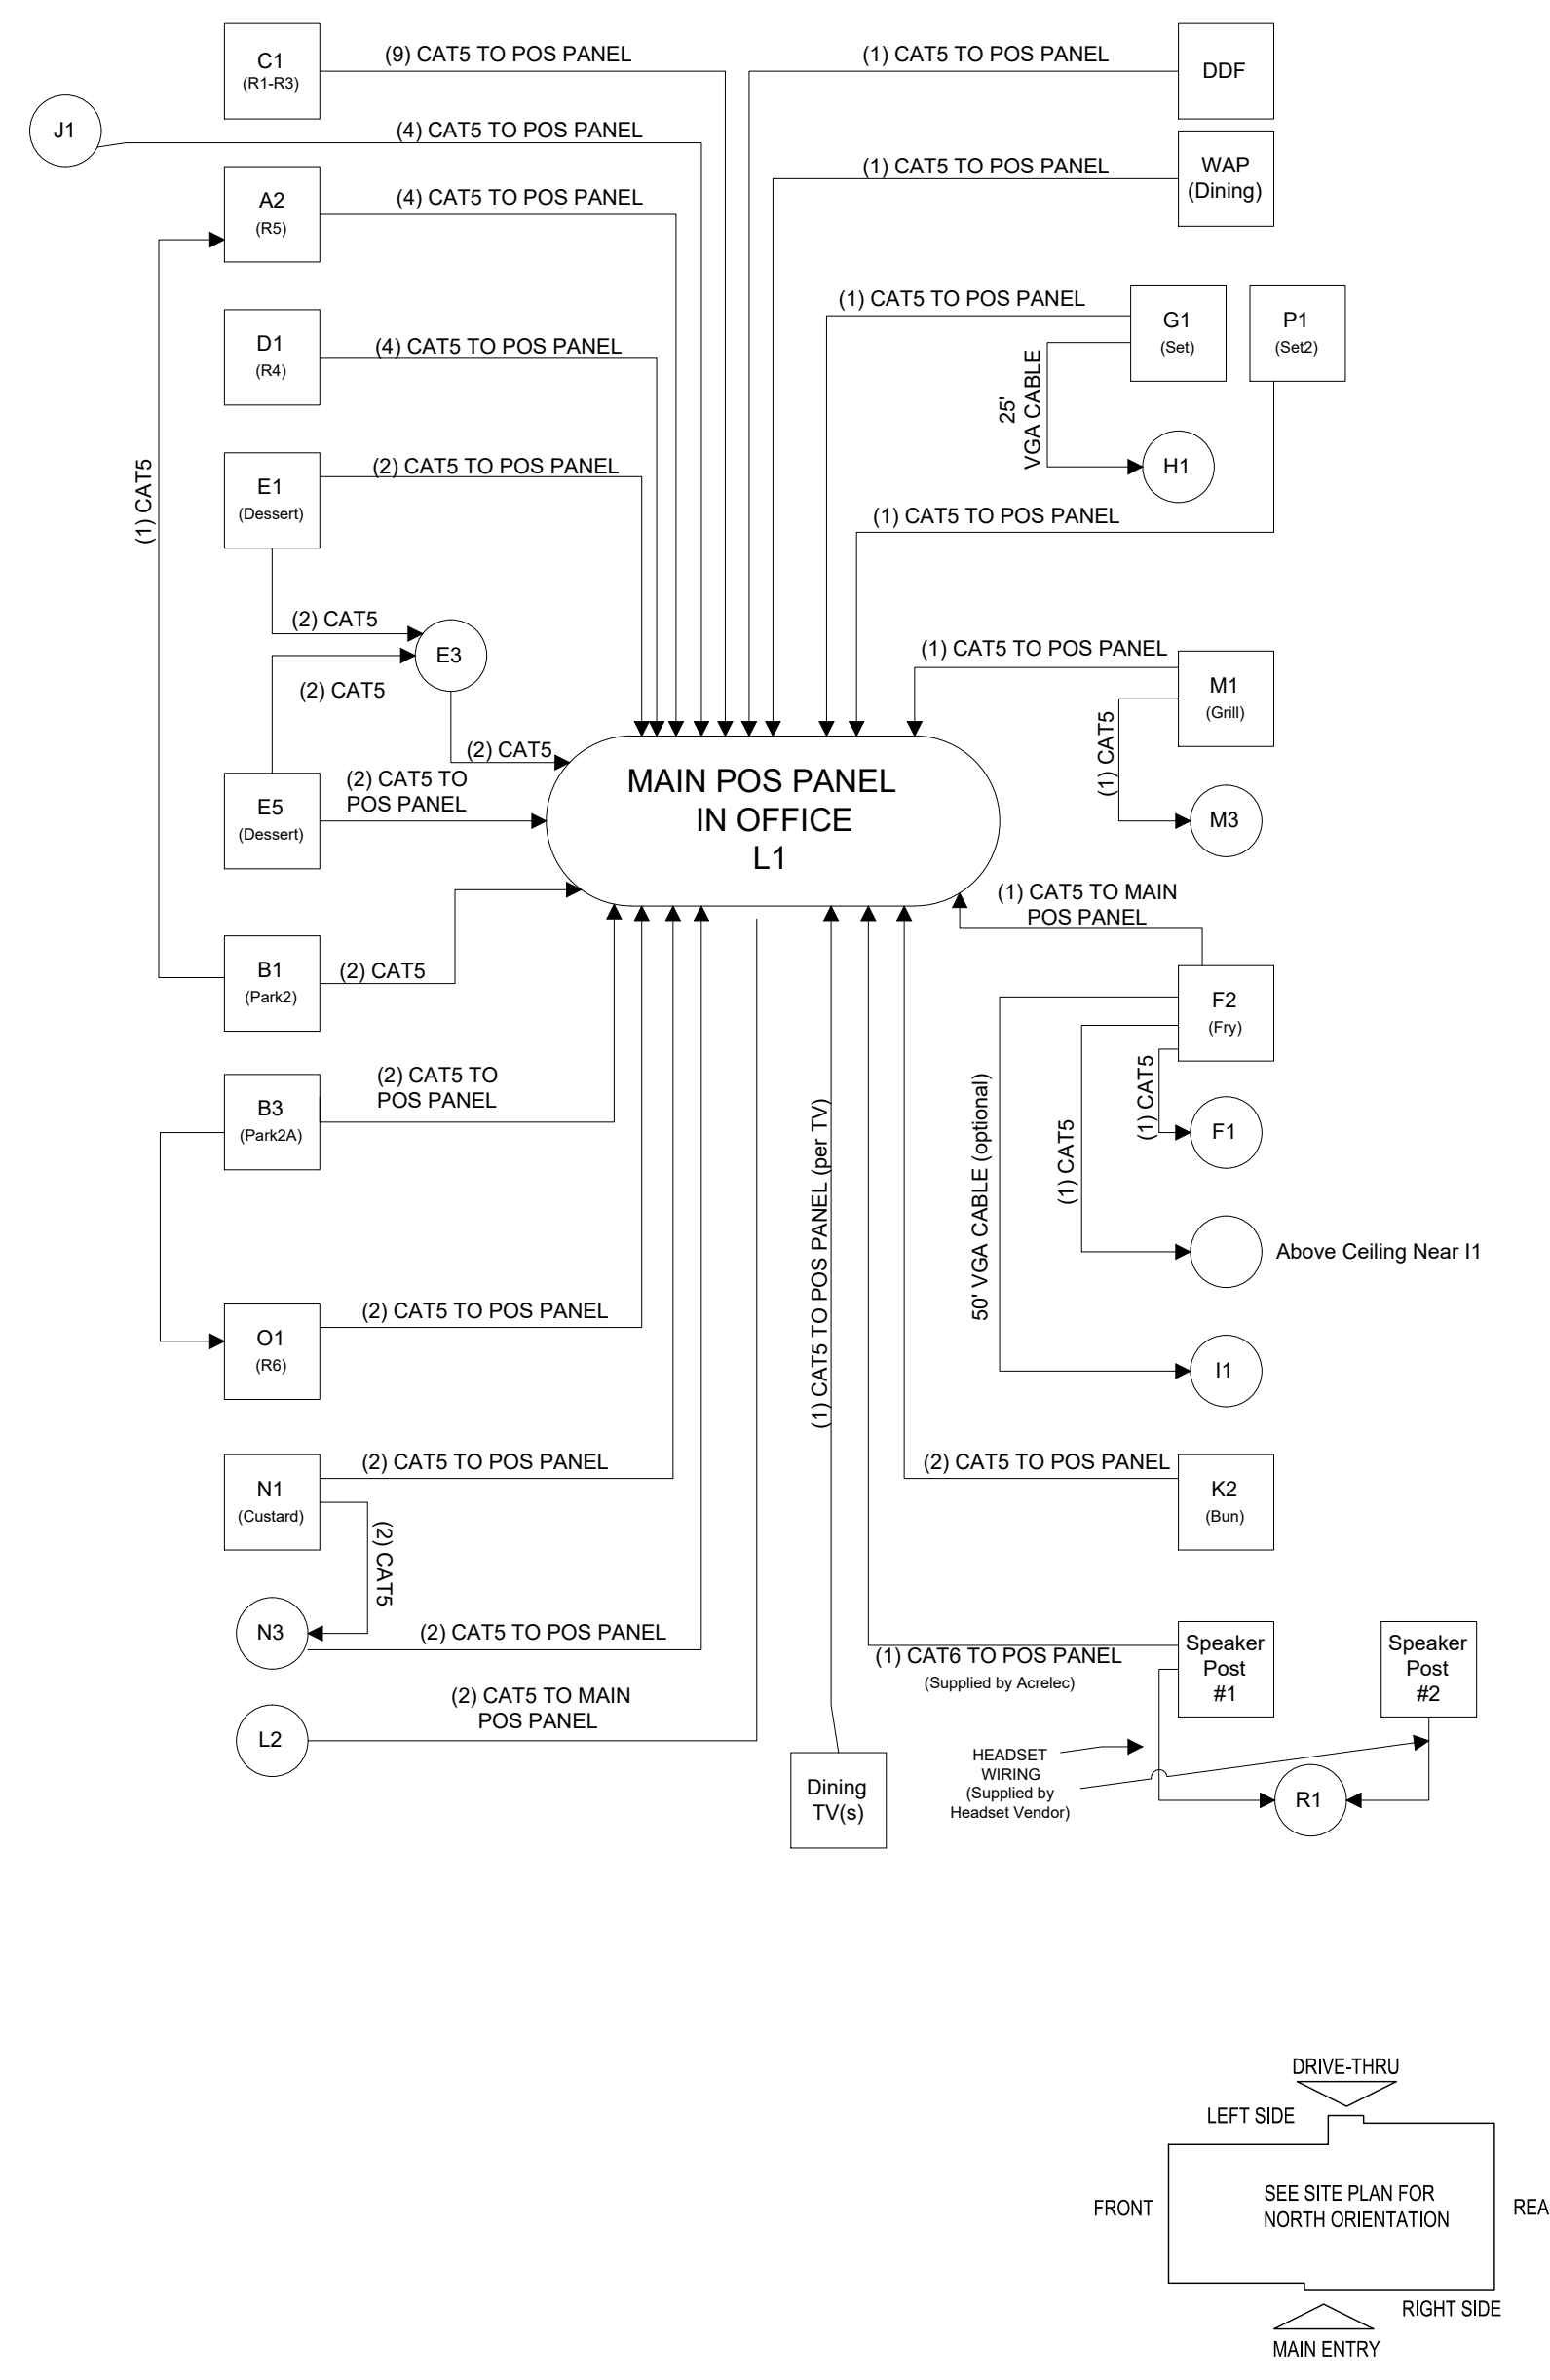 C1
(R1-R3)
(9) CAT5 TO POS PANEL
(1) CAT5 TO POS PANEL
DDF
J1
(4) CAT5 TO POS PANEL
(1) CAT5 TO POS PANEL
WAP
(Dining)
A2
(R5)
(4) CAT5 TO POS PANEL
(1) CAT5 TO POS PANEL
G1
(Set)
P1
(Set2)
D1
(R4)
(4) CAT5 TO POS PANEL
25'
VGA CABLE
H1
(1) CAT5
E1
(Dessert)
(2) CAT5 TO POS PANEL
(1) CAT5 TO POS PANEL
(2) CAT5
E3
(2) CAT5
(1) CAT5 TO POS PANEL
M1
(Grill)
(1) CAT5
M3
(2) CAT5
E5
(Dessert)
(2) CAT5 TO
POS PANEL
MAIN POS PANEL
IN OFFICE
L1
(1) CAT5 TO MAIN
POS PANEL
B1
(Park2)
(2) CAT5
F2
(Fry)
(1) CAT5
F1
B3
(Park2A)
(2) CAT5 TO
POS PANEL
(1) CAT5
Above Ceiling Near I1
50' VGA CABLE (optional)
I1
(1) CAT5 TO POS PANEL (per TV)
O1
(R6)
(2) CAT5 TO POS PANEL
N1
(Custard)
(2) CAT5 TO POS PANEL
(2) CAT5 TO POS PANEL
K2
(Bun)
(2) CAT5
N3
(2) CAT5 TO POS PANEL
(1) CAT6 TO POS PANEL
(Supplied by Acrelec)
Speaker
Post
#1
Speaker
Post
#2
L2
(2) CAT5 TO MAIN
POS PANEL
Dining
TV(s)
HEADSET
WIRING
(Supplied by
Headset Vendor)
R1
DRIVE-THRU
LEFT SIDE
FRONT
SEE SITE PLAN FOR
NORTH ORIENTATION
REA
RIGHT SIDE
MAIN ENTRY